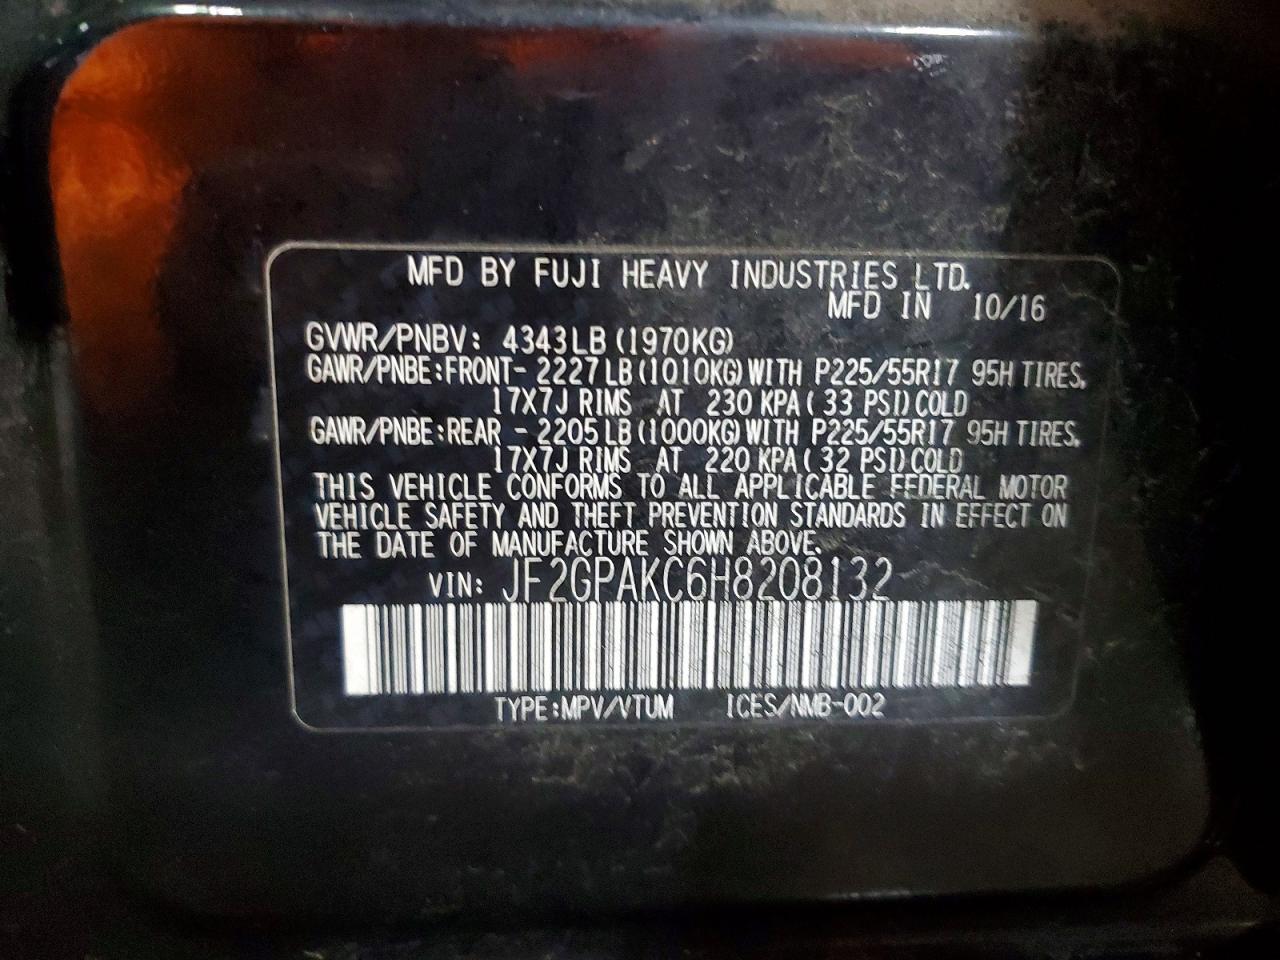 MFD BY FUJI HEAVY INDUSTRIES LTD.
MFD IN 10/16
GVWR/PNBV: 4343LB (1970KG)
GAWR/PNBE:FRONT- 2227LB (1010KG) WITH P225/55R17 95H TIRES.
17X7J RIMS AT 230 KPA ( 33 PSI) COLD
GAWR/PNBE:REAR - 2205LB (1000KG) WITH P225/55R17 95H TIRES.
17X7J RIMS AT 220 KPA ( 32 PSI) COLD
THIS VEHICLE CONFORMS TO ALL APPLICABLE FEDERAL MOTOR
VEHICLE SAFETY AND THEFT PREVENTION STANDARDS IN EFFECT ON
THE DATE OF MANUFACTURE SHOWN ABOVE.
VIN: JF2GPAKC6H8208132
TYPE:MPV/VTUM ICES/NMB-002